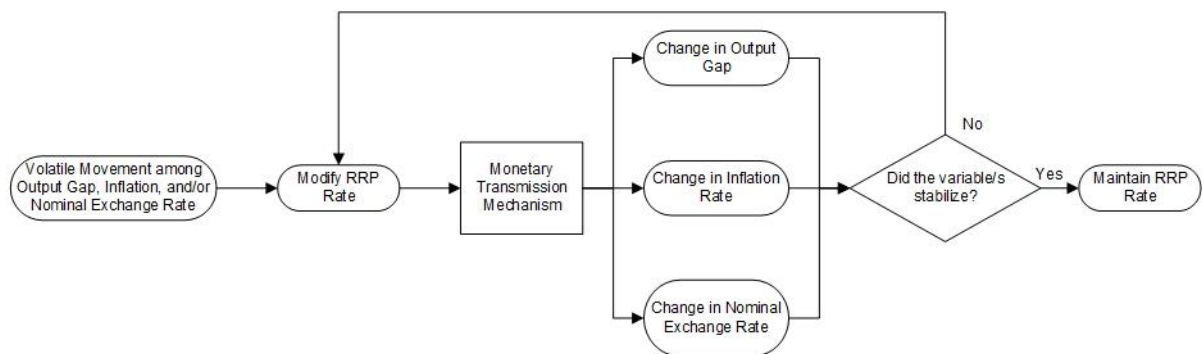 Volatile Movement among
Output Gap, Inflation, and/or
Nominal Exchange Rate
Modify RRP
Rate
Monetary
Transmission
Mechanism
Change in Output
Gap
Change in Inflation
Rate
Change in Nominal
Exchange Rate
Did the variable/s
stabilize?
No
Yes
Maintain RRP
Rate